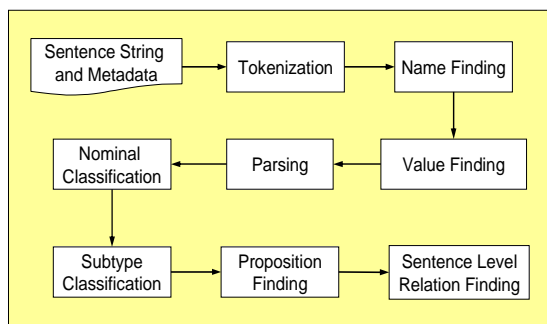 Sentence String
and Metadata
Tokenization
Name Finding
Nominal
Classification
Parsing
Value Finding
Subtype
Classification
Proposition
Finding
Sentence Level
Relation Finding